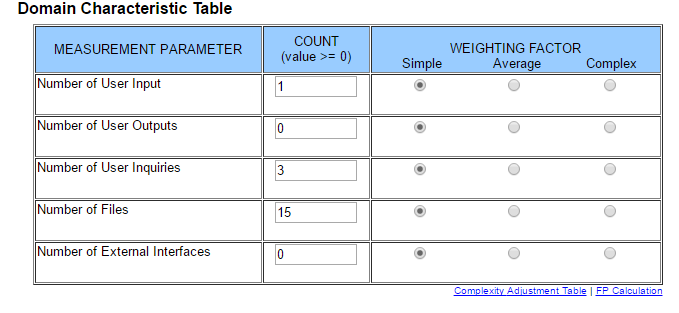 Domain Characteristic Table
MEASUREMENT PARAMETER
COUNT
(value >= 0)
WEIGHTING FACTOR
Simple Average Complex
Number of User Input 1
Number of User Outputs 0
Number of User Inquiries 3
Number of Files 15
Number of External Interfaces 0
Complexity Adjustment Table | FP Calculation